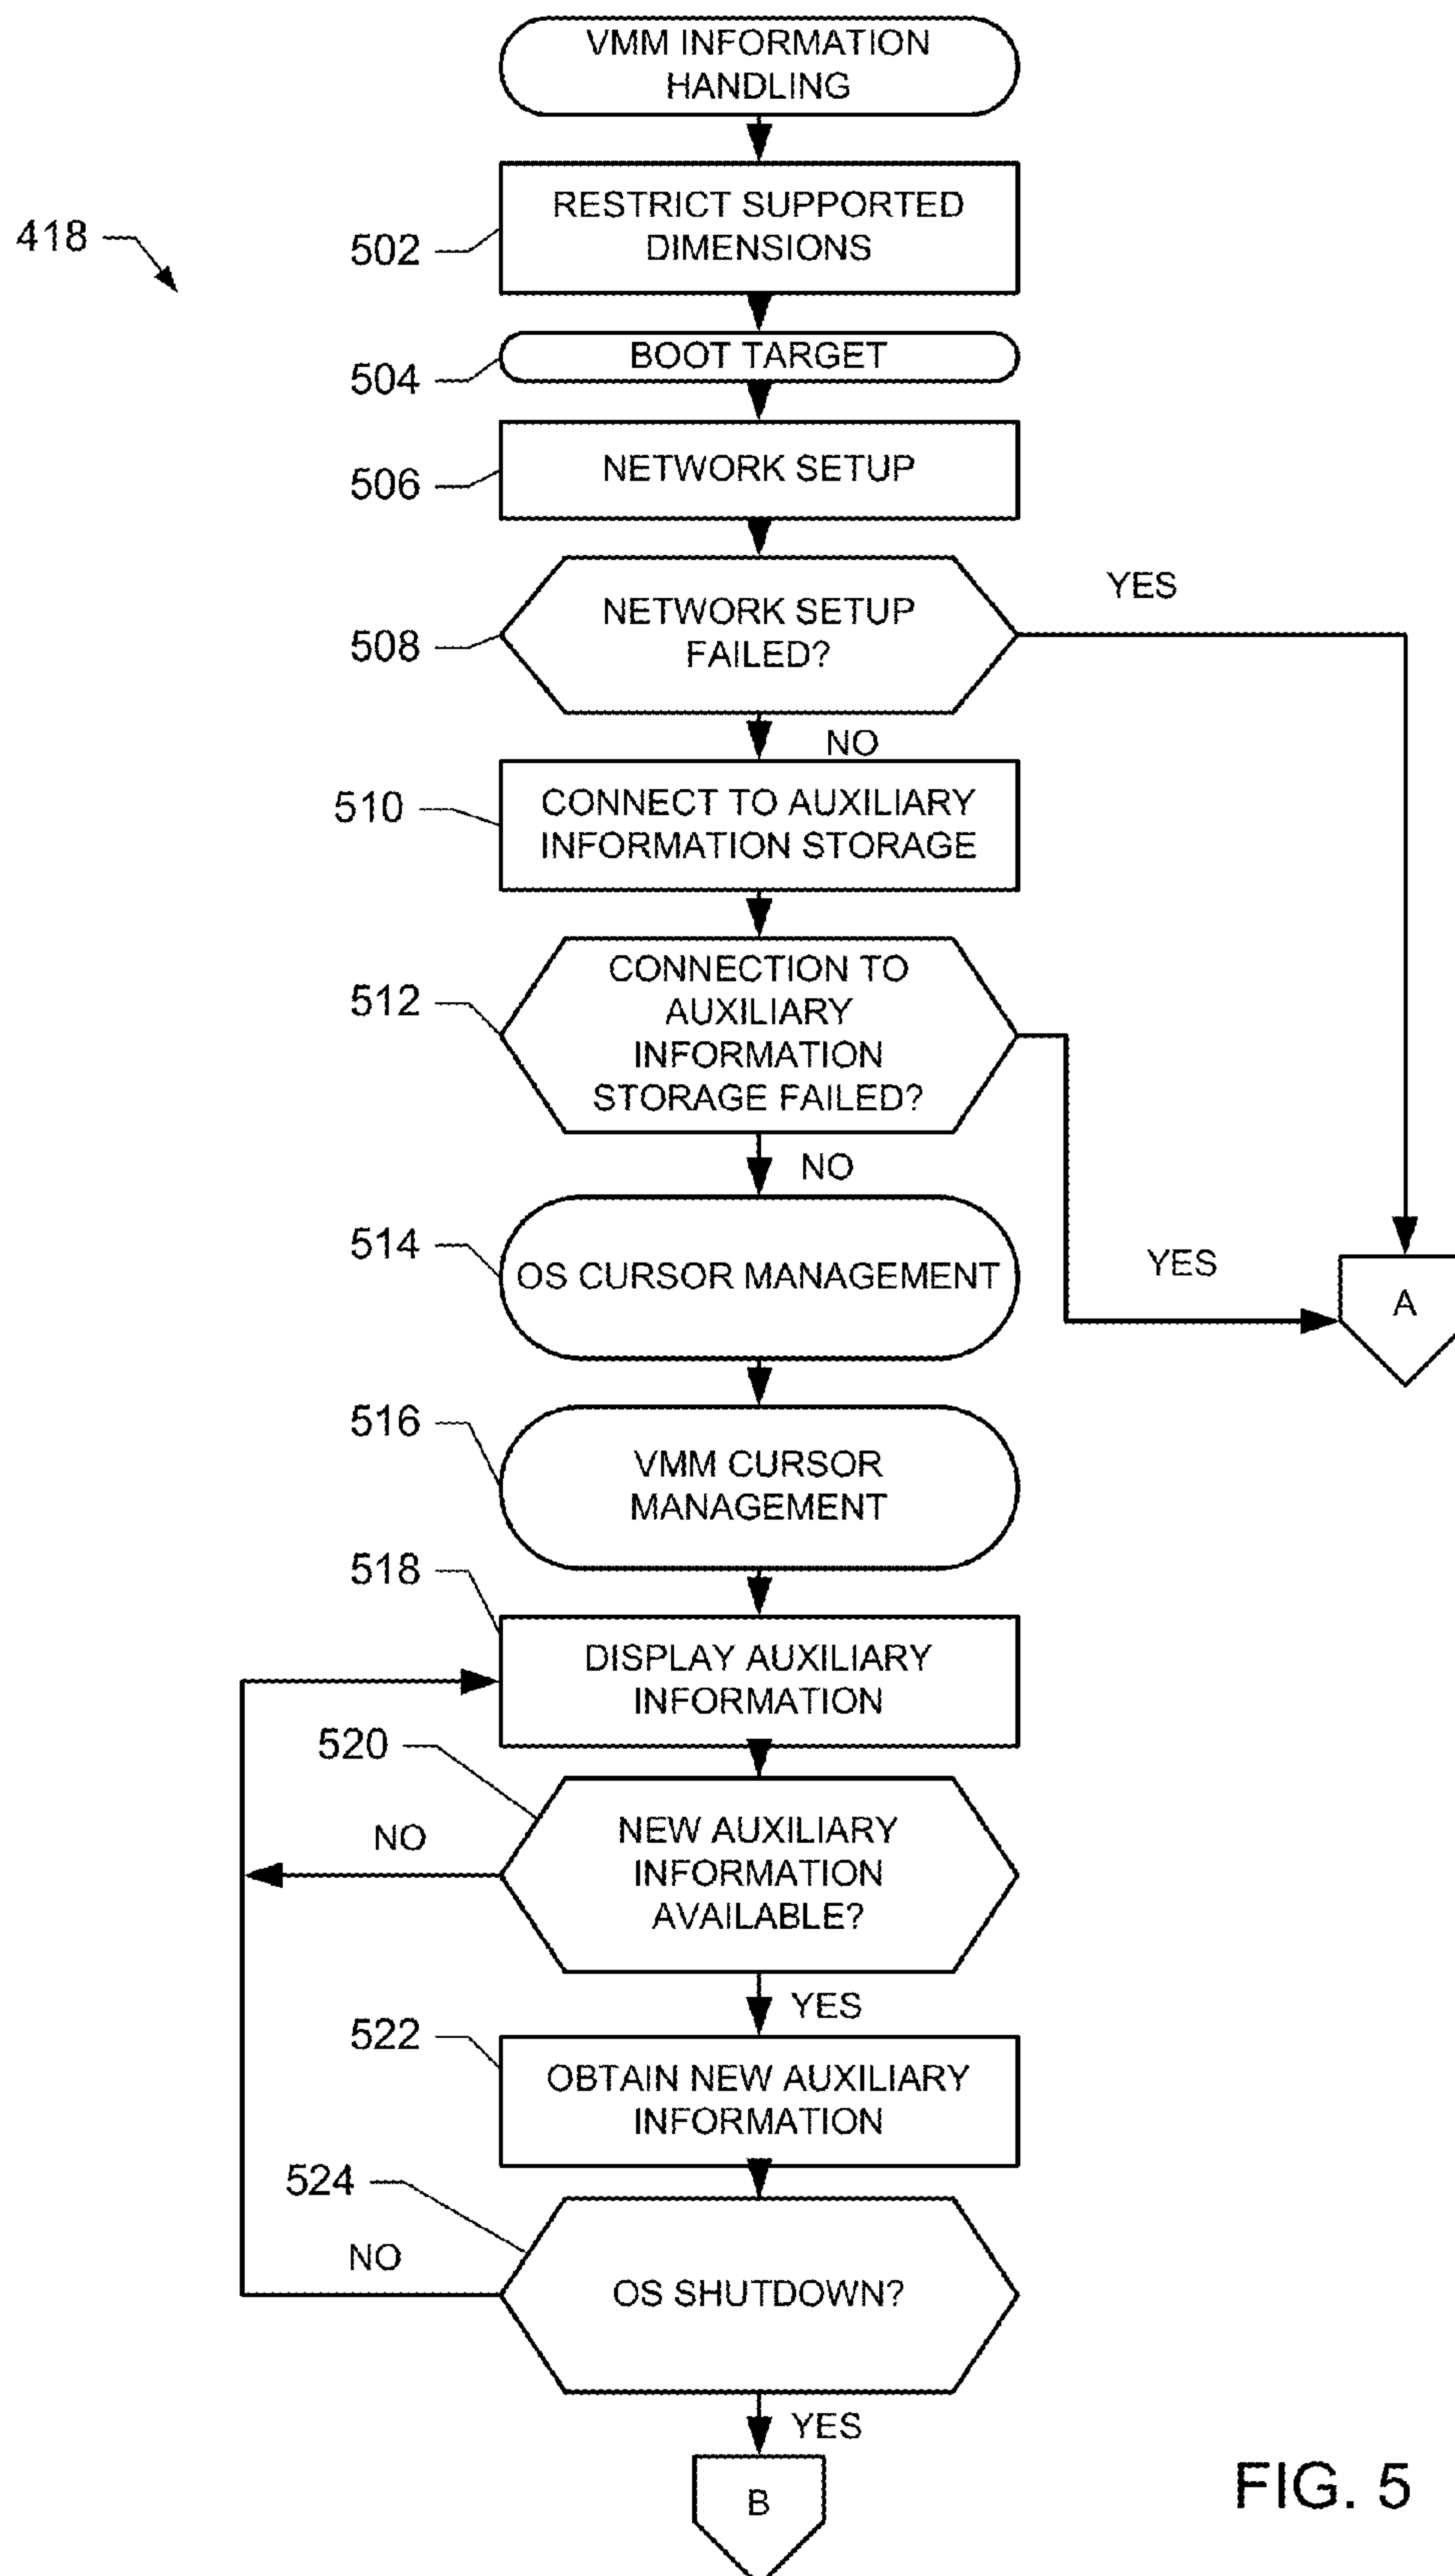 VMM INFORMATION
HANDLING
418
502
RESTRICT SUPPORTED
DIMENSIONS
504
BOOT TARGET
506
NETWORK SETUP
508
NETWORK SETUP
FAILED?
YES
NO
510
CONNECT TO AUXILIARY
INFORMATION STORAGE
512
CONNECTION TO
AUXILIARY
INFORMATION
STORAGE FAILED?
NO
YES
A
514
OS CURSOR MANAGEMENT
516
VMM CURSOR
MANAGEMENT
518
DISPLAY AUXILIARY
INFORMATION
520
NO
NEW AUXILIARY
INFORMATION
AVAILABLE?
YES
522
OBTAIN NEW AUXILIARY
INFORMATION
524
NO
OS SHUTDOWN?
YES
B
FIG. 5